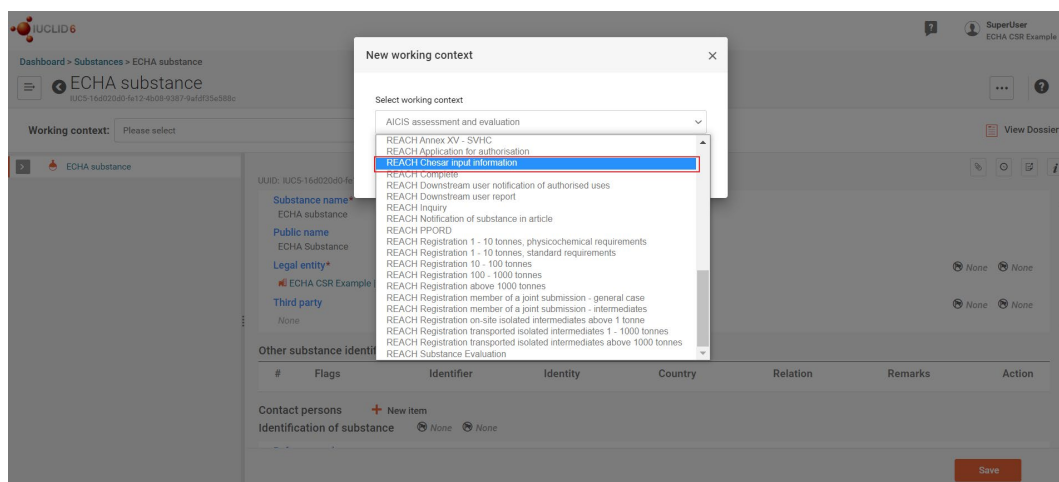 IUCLID6
SuperUser
ECHA CSR Example
Dashboard > Substances > ECHA substance
ECHA substance
IUC5-16d020d0-fe12-4b08-9387-9afdf35e588c
Working context: Please select
View Dossier
ECHA substance
UUID: IUC5-16d020d0-fe
Substance name*
ECHA substance
Public name
ECHA Substance
Legal entity*
ECHA CSR Example |
None None
Third party
None
None None
New working context
Select working context
AICIS assessment and evaluation
REACH Annex XV - SVHC
REACH Application for authorisation
REACH Chesar input information
REACH Complete
REACH Downstream user notification of authorised uses
REACH Downstream user report
REACH Inquiry
REACH Notification of substance in article
REACH PPORD
REACH Registration 1 - 10 tonnes, physicochemical requirements
REACH Registration 1 - 10 tonnes, standard requirements
REACH Registration 10 - 100 tonnes
REACH Registration 100 - 1000 tonnes
REACH Registration above 1000 tonnes
REACH Registration member of a joint submission - general case
REACH Registration member of a joint submission - intermediates
REACH Registration on-site isolated intermediates above 1 tonne
REACH Registration transported isolated intermediates 1 - 1000 tonnes
REACH Registration transported isolated intermediates above 1000 tonnes
REACH Substance Evaluation
Other substance identif
# Flags Identifier Identity Country Relation Remarks Action
Contact persons + New item
Identification of substance None None
Save